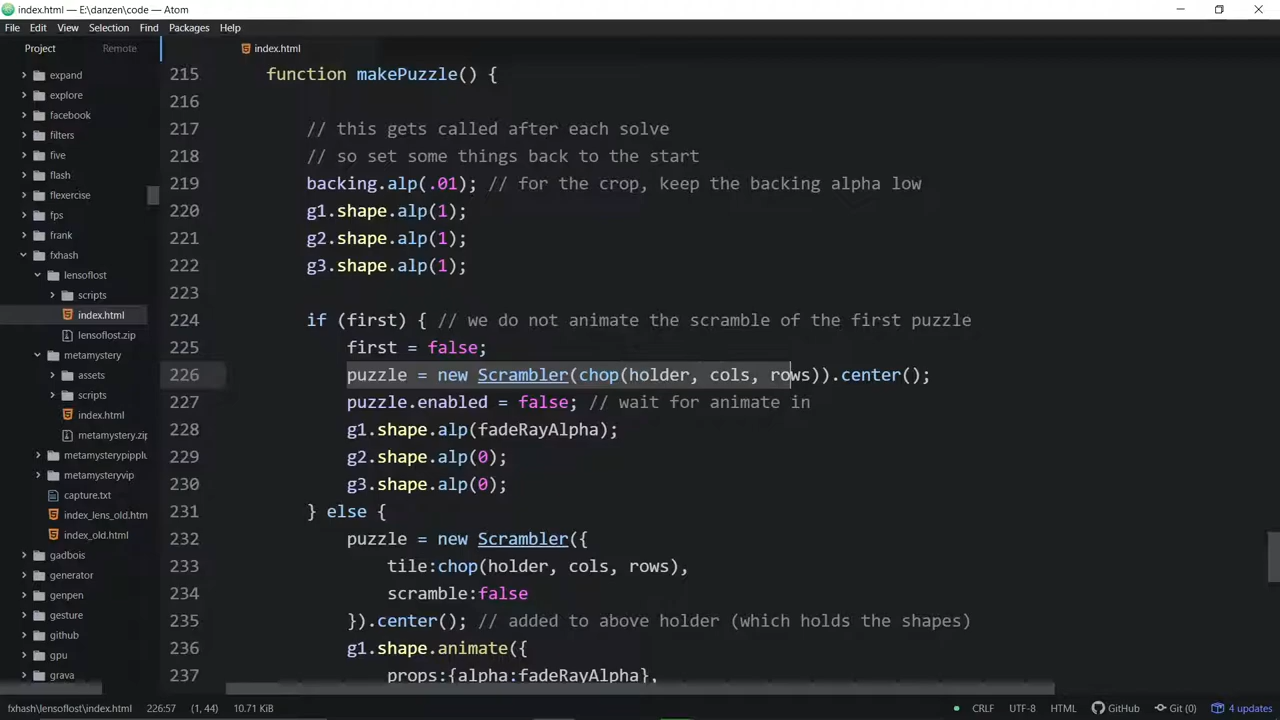 index.html — E:\danzen\code — Atom
File Edit View Selection Find Packages Help
Project Remote
index.html
expand
explore
facebook
filters
five
flash
flexercise
fps
frank
fxhash
lensoflost
scripts
index.html
lensoflost.zip
metamystery
assets
scripts
index.html
metamystery.zip
metamysterypipplu
metamysteryvip
capture.txt
index_lens_old.htm
index_old.html
gadbois
generator
genpen
gesture
github
gpu
grava
215 function makePuzzle() {
216
217 // this gets called after each solve
218 // so set some things back to the start
219 backing.alp(.01); // for the crop, keep the backing alpha low
220 g1.shape.alp(1);
221 g2.shape.alp(1);
222 g3.shape.alp(1);
223
224 if (first) { // we do not animate the scramble of the first puzzle
225 first = false;
226 puzzle = new Scrambler(chop(holder, cols, rows)).center();
227 puzzle.enabled = false; // wait for animate in
228 g1.shape.alp(fadeRayAlpha);
229 g2.shape.alp(0);
230 g3.shape.alp(0);
231 } else {
232 puzzle = new Scrambler({
233 tile:chop(holder, cols, rows),
234 scramble:false
235 }).center(); // added to above holder (which holds the shapes)
236 g1.shape.animate({
237 props:{alpha:fadeRayAlpha},
fxhash\lensoflost\index.html 226:57 (1, 44) 10.71 KiB CRLF UTF-8 HTML GitHub Git (0) 4 updates